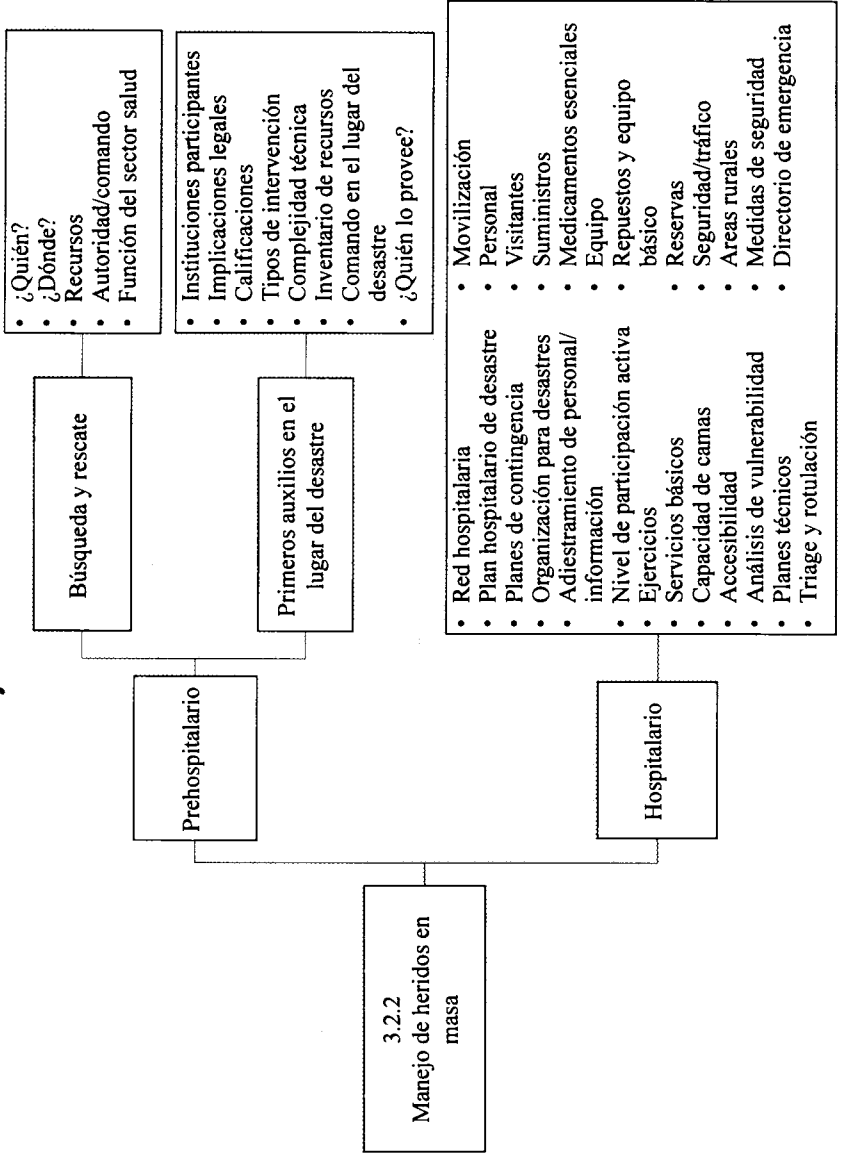 3.2.2
Manejo de heridos en
masa
Prehospitalario
Búsqueda y rescate
• ¿Quién?
• ¿Dónde?
• Recursos
• Autoridad/comando
• Función del sector salud
Primeros auxilios en el
lugar del desastre
• Instituciones participantes
• Implicaciones legales
• Calificaciones
• Tipos de intervención
• Complejidad técnica
• Inventario de recursos
• Comando en el lugar del
desastre
• ¿Quién lo provee?
Hospitalario
• Red hospitalaria
• Plan hospitalario de desastre
• Planes de contingencia
• Organización para desastres
• Adiestramiento de personal/
información
• Nivel de participación activa
• Ejercicios
• Servicios básicos
• Capacidad de camas
• Accesibilidad
• Análisis de vulnerabilidad
• Planes técnicos
• Triage y rotulación
• Movilización
• Personal
• Visitantes
• Suministros
• Medicamentos esenciales
• Equipo
• Repuestos y equipo
básico
• Reservas
• Seguridad/tráfico
• Areas rurales
• Medidas de seguridad
• Directorio de emergencia